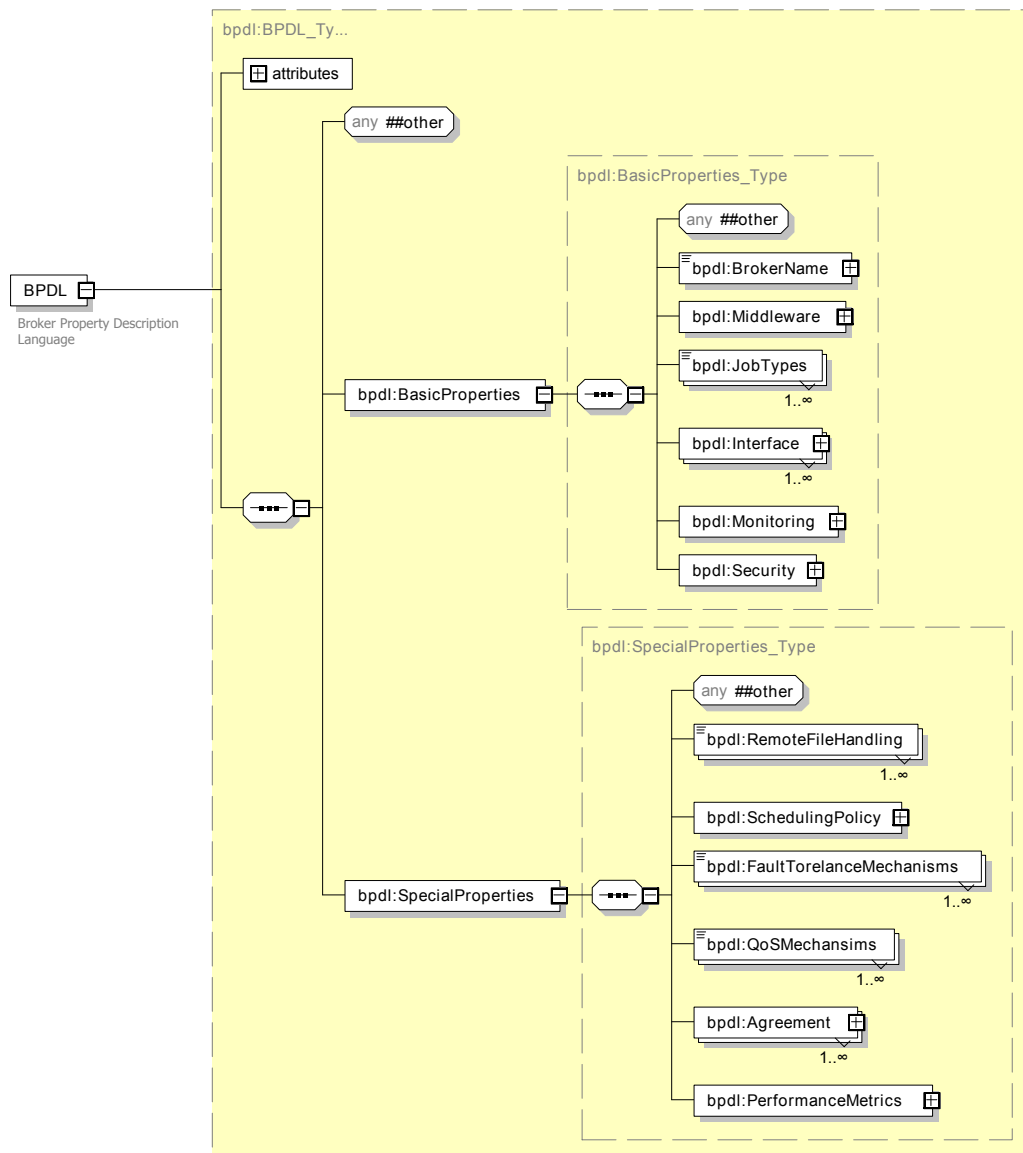 bpdl:BPDL_Ty...
attributes
any ##other
bpdl:BasicProperties_Type
any ##other
bpdl:BrokerName
BPDL
Broker Property Description
Language
bpdl:Middleware
bpdl:JobTypes
1..∞
bpdl:BasicProperties
bpdl:Interface
1..∞
bpdl:Monitoring
bpdl:Security
bpdl:SpecialProperties_Type
any ##other
bpdl:RemoteFileHandling
1..∞
bpdl:SchedulingPolicy
bpdl:FaultTorelanceMechanisms
1..∞
bpdl:SpecialProperties
bpdl:QoSMechansims
1..∞
bpdl:Agreement
1..∞
bpdl:PerformanceMetrics